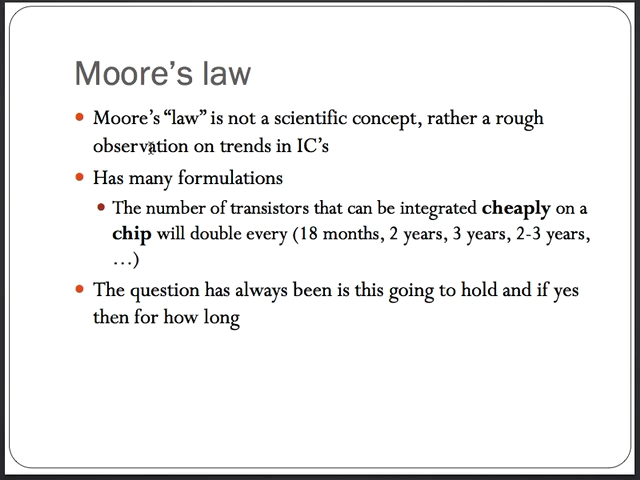 Moore’s law
Moore’s “law” is not a scientific concept, rather a rough
observation on trends in IC’s
Has many formulations
The number of transistors that can be integrated cheaply on a
chip will double every (18 months, 2 years, 3 years, 2-3 years,
…)
The question has always been is this going to hold and if yes
then for how long